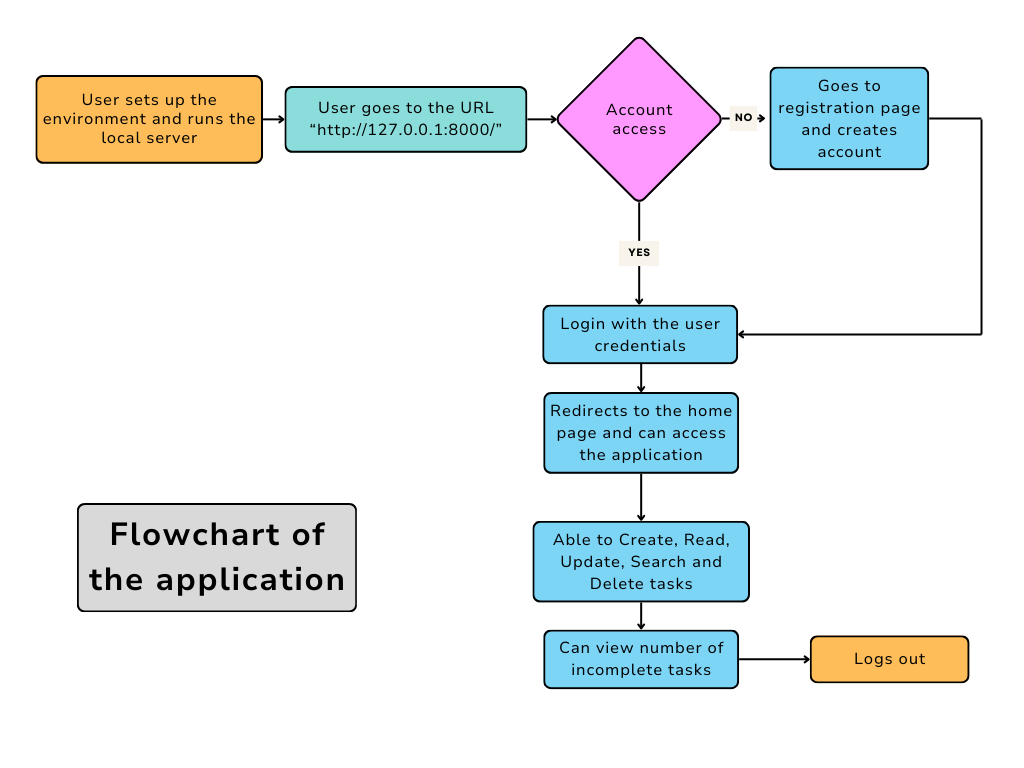 User sets up the
environment and runs the
local server
User goes to the URL
“http://127.0.0.1:8000/”
Account
access
NO
Goes to
registration page
and creates
account
YES
Login with the user
credentials
Redirects to the home
page and can access
the application
Flowchart of
the application
Able to Create, Read,
Update, Search and
Delete tasks
Can view number of
incomplete tasks
Logs out